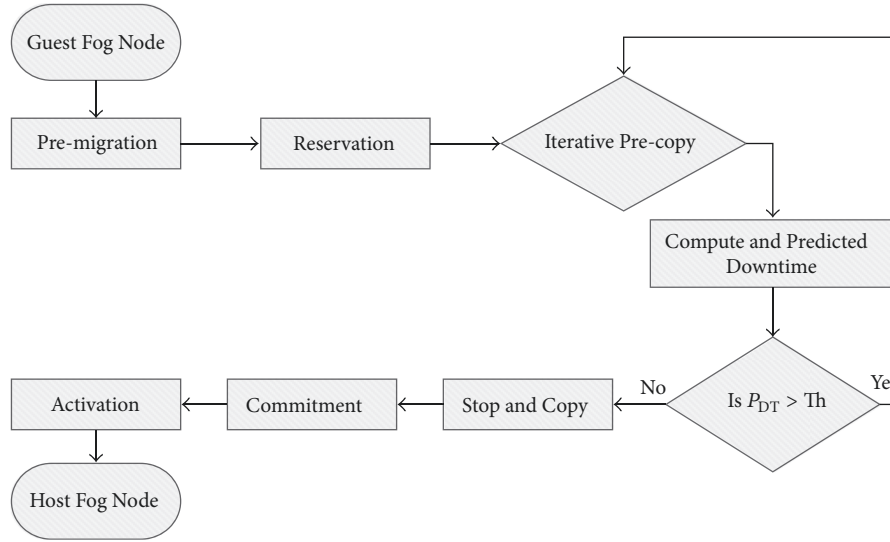 Guest Fog Node
Pre-migration
Reservation
Iterative Pre-copy
Compute and Predicted
Downtime
Is P_DT > Th
Ye
No
Stop and Copy
Commitment
Activation
Host Fog Node